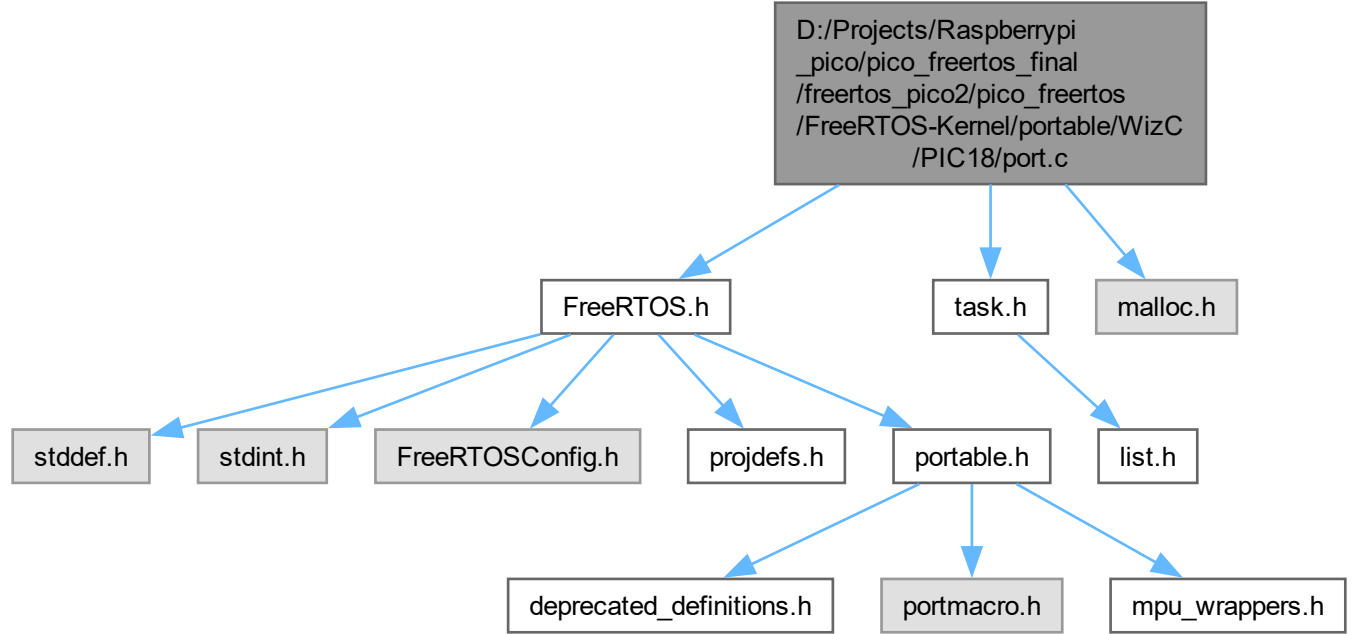 D:/Projects/Raspberrypi
_pico/pico_freertos_final
/freertos_pico2/pico_freertos
/FreeRTOS-Kernel/portable/WizC
/PIC18/port.c
FreeRTOS.h
task.h
malloc.h
stddef.h
stdint.h
FreeRTOSConfig.h
projdefs.h
portable.h
list.h
deprecated_definitions.h
portmacro.h
mpu_wrappers.h